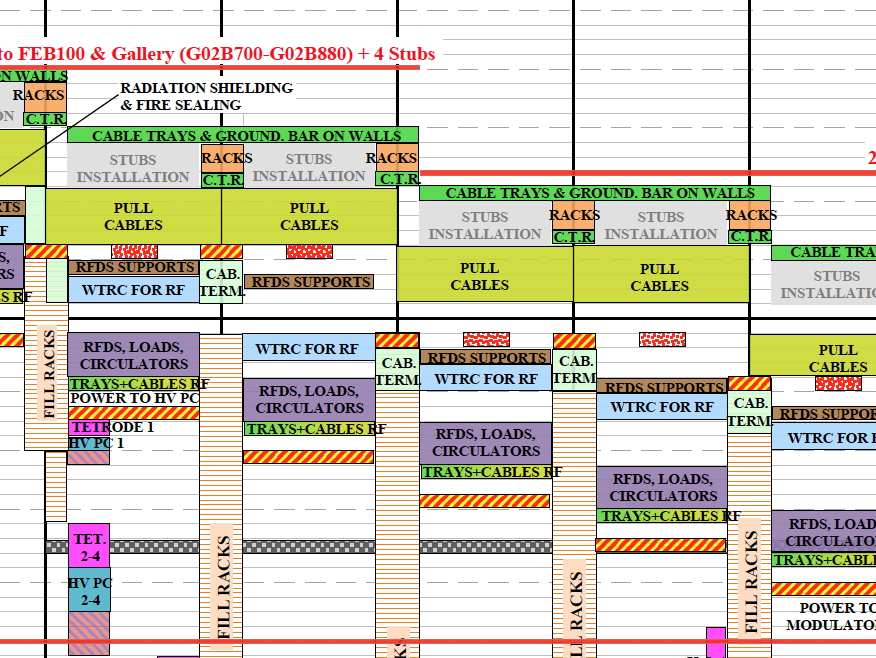 to FEB100 & Gallery (G02B700-G02B880) + 4 Stubs
ON WALLS
RACKS
ON
C.T.R.
RADIATION SHIELDING
& FIRE SEALING
CABLE TRAYS & GROUND. BAR ON WALLS
STUBS
INSTALLATION
RACKS
C.T.R.
STUBS
INSTALLATION
RACKS
C.T.R.
2
CABLE TRAYS & GROUND. BAR ON WALLS
STUBS
INSTALLATION
RACKS
C.T.R.
STUBS
INSTALLATION
RACKS
C.T.R.
CABLE TRA
STUBS
INSTALLATIO
PULL
CABLES
PULL
CABLES
PULL
CABLES
PULL
CABLES
PULL
CABLES
RTS
F
S,
RS
S RF
RFDS SUPPORTS
WTRC FOR RF
CAB.
TERM.
RFDS SUPPORTS
FILL RACKS
RFDS, LOADS,
CIRCULATORS
TRAYS+CABLES RF
POWER TO HV PC
TETRODE 1
HV PC 1
TET.
2-4
HV PC
2-4
FILL RACKS
WTRC FOR RF
RFDS, LOADS,
CIRCULATORS
TRAYS+CABLES RF
CAB.
TERM.
KS
RFDS SUPPORTS
WTRC FOR RF
RFDS, LOADS,
CIRCULATORS
TRAYS+CABLES RF
CAB.
TERM.
LL RACKS
RFDS SUPPORTS
WTRC FOR RF
RFDS, LOADS,
CIRCULATORS
TRAYS+CABLES RF
CAB.
TERM.
FILL RACKS
RFDS SUPPOR
WTRC FOR R
RFDS, LOAD
CIRCULATO
TRAYS+CABL
POWER TO
MODULATO